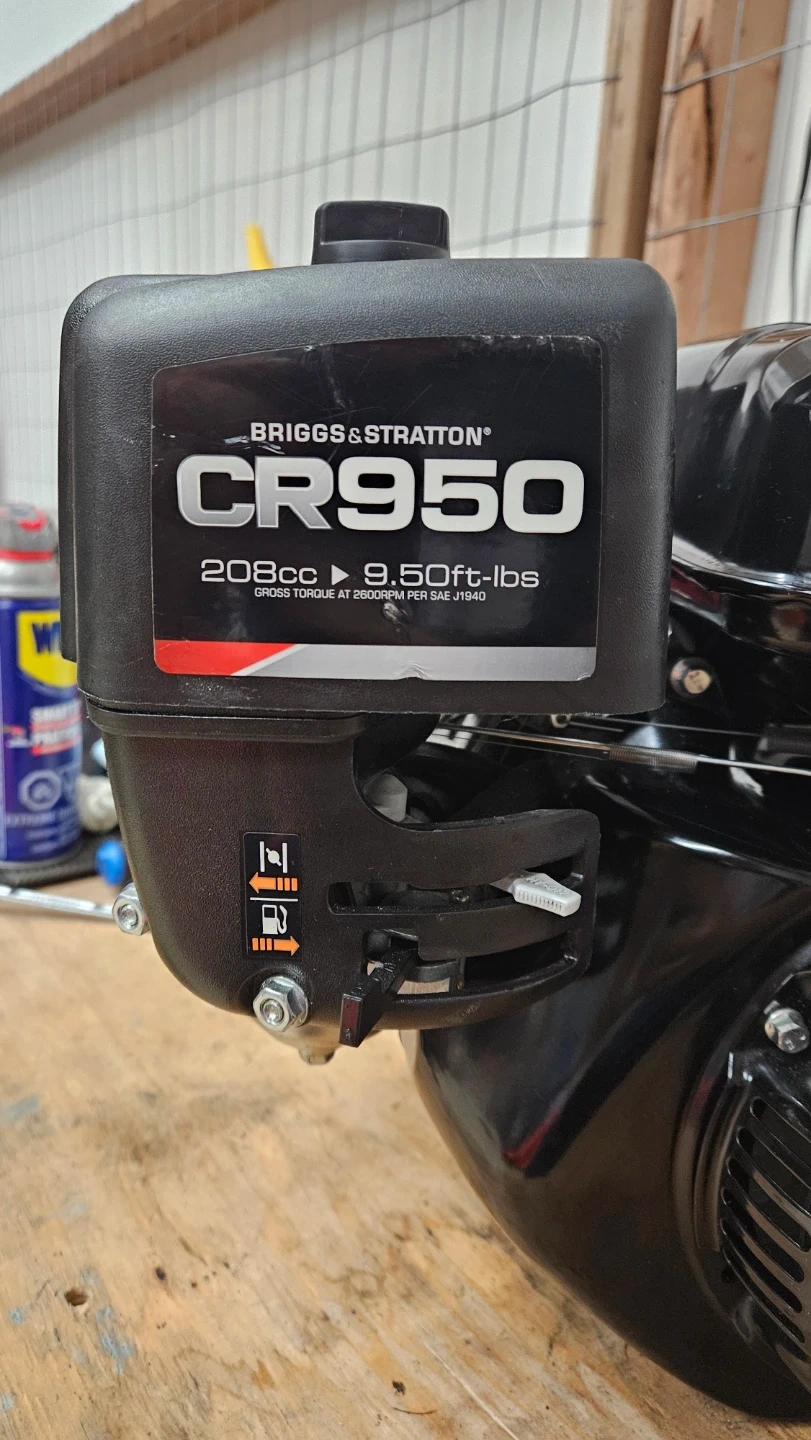 BRIGGS&STRATTON®
CR950
208cc ▶ 9.50ft-lbs
GROSS TORQUE AT 2600RPM PER SAE J1940